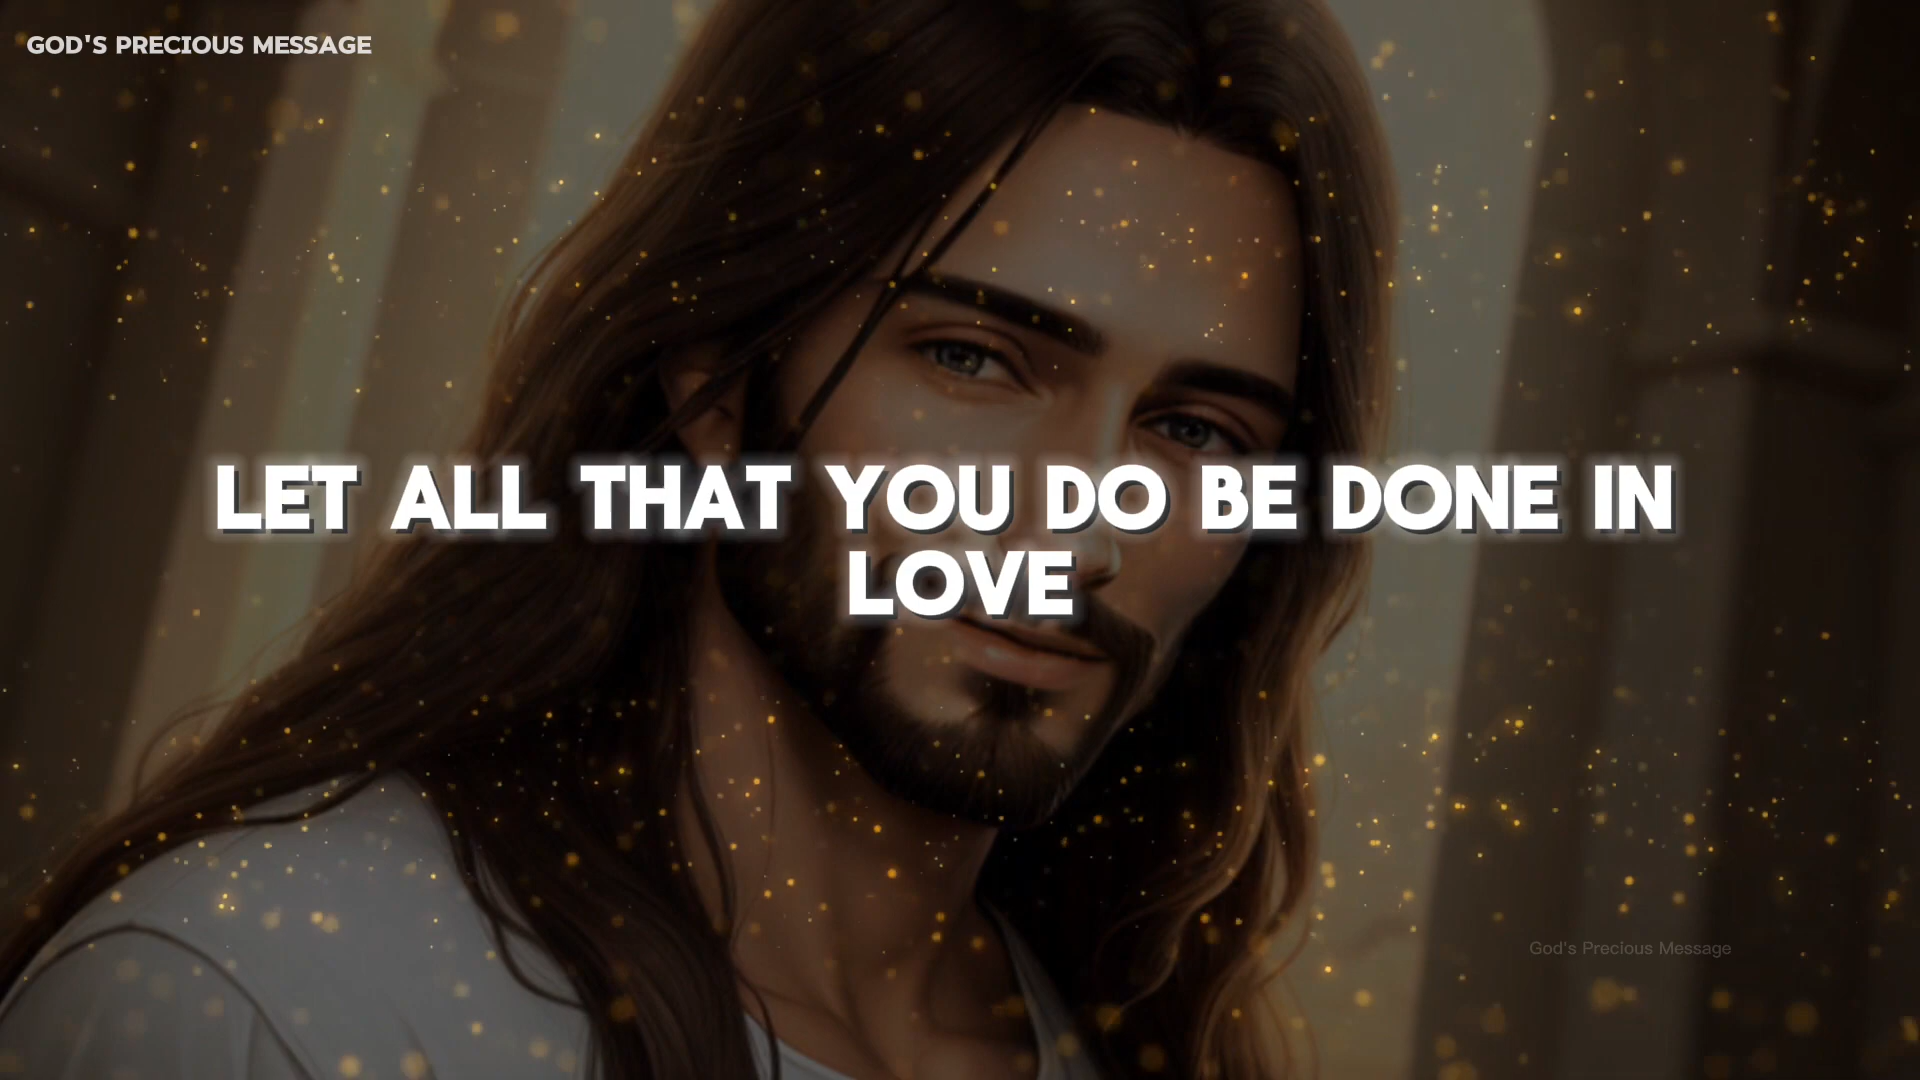 GOD'S PRECIOUS MESSAGE
LET ALL THAT YOU DO BE DONE IN
LOVE
God's Precious Message